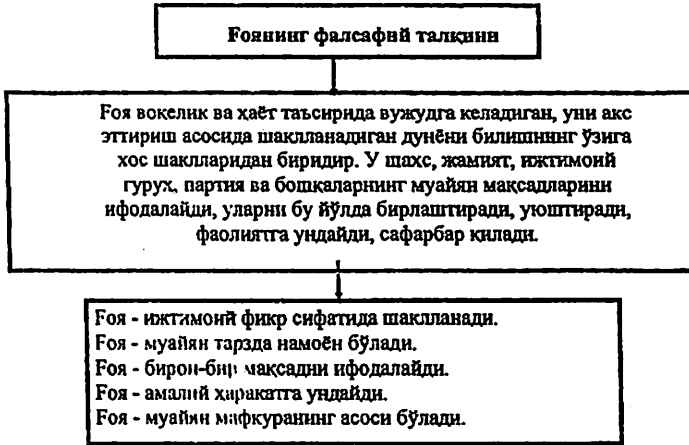 Ғоянинг фалсафий талқини
Ғоя вокелик ва ҳаёт таъсирида вужудга келадиган, уни акс
эттириш асосида шаклланадиган дунёни билишнинг ўзига
хос шаклларидан биридир. У шахс, жамият, ижтимоий
гуруҳ, партия ва бошқаларнинг муайян мақсадларини
ифодалайди, уларни бу йўлда бирлаштиради, уюштиради,
фаолиятга ундайди, сафарбар қилади.
Ғоя - ижтимоий фикр сифатида шаклланади.
Ғоя - муайян тарзда намоён бўлади.
Ғоя - бирон-бир мақсадни ифодалайди.
Ғоя - амалий ҳаракатга ундайди.
Ғоя - муайян мафкуранинг асоси бўлади.